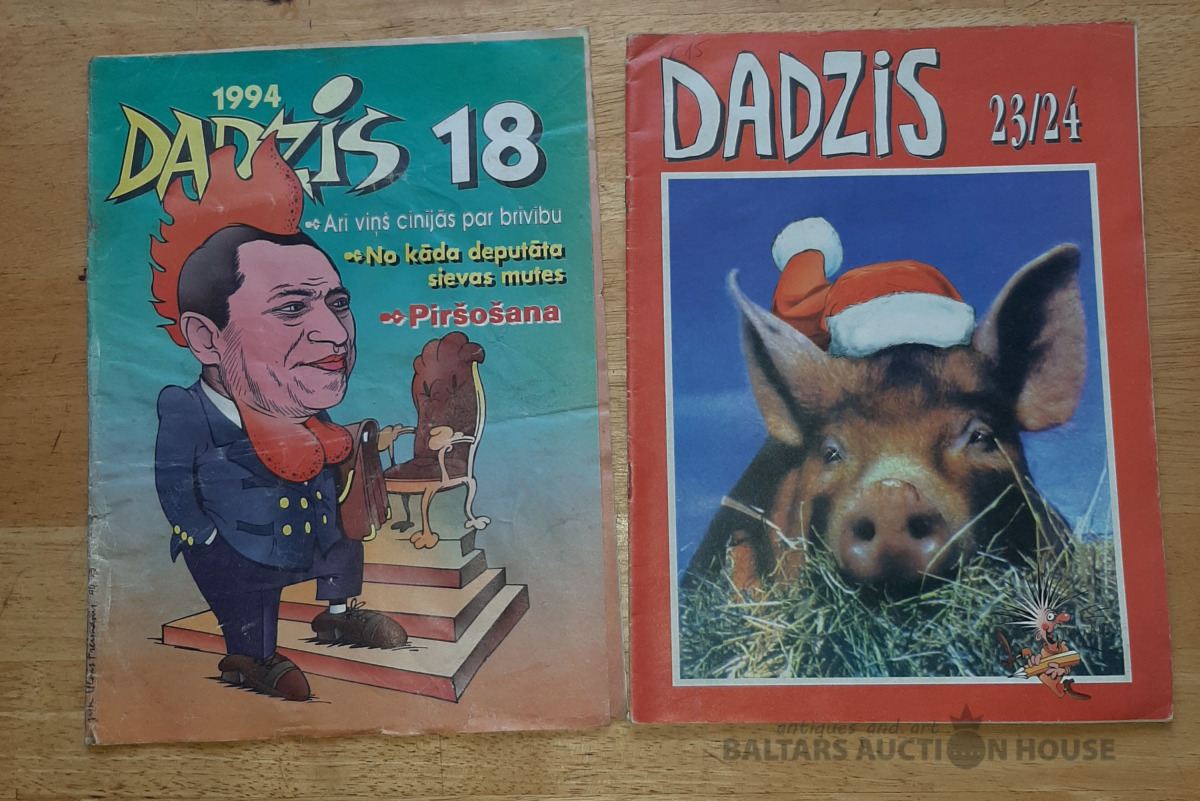 1994
DADZiS 18
Arī viņš cīnījās par brīvību
No kāda deputāta
sievas mutes
Piršošana
DADZiS 23/24
antiques and art
BALTARS AUCTION HOUSE